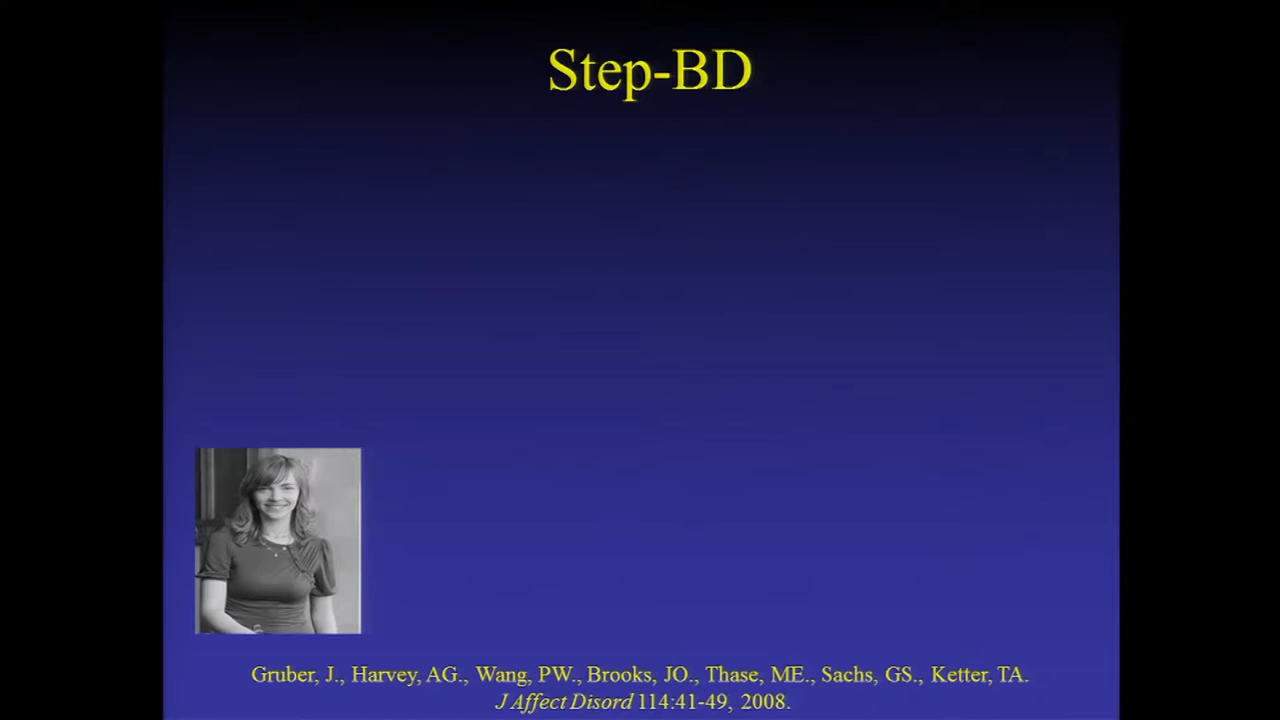 Step-BD
Gruber, J., Harvey, AG., Wang, PW., Brooks, JO., Thase, ME., Sachs, GS., Ketter, TA.
J Affect Disord 114:41-49, 2008.